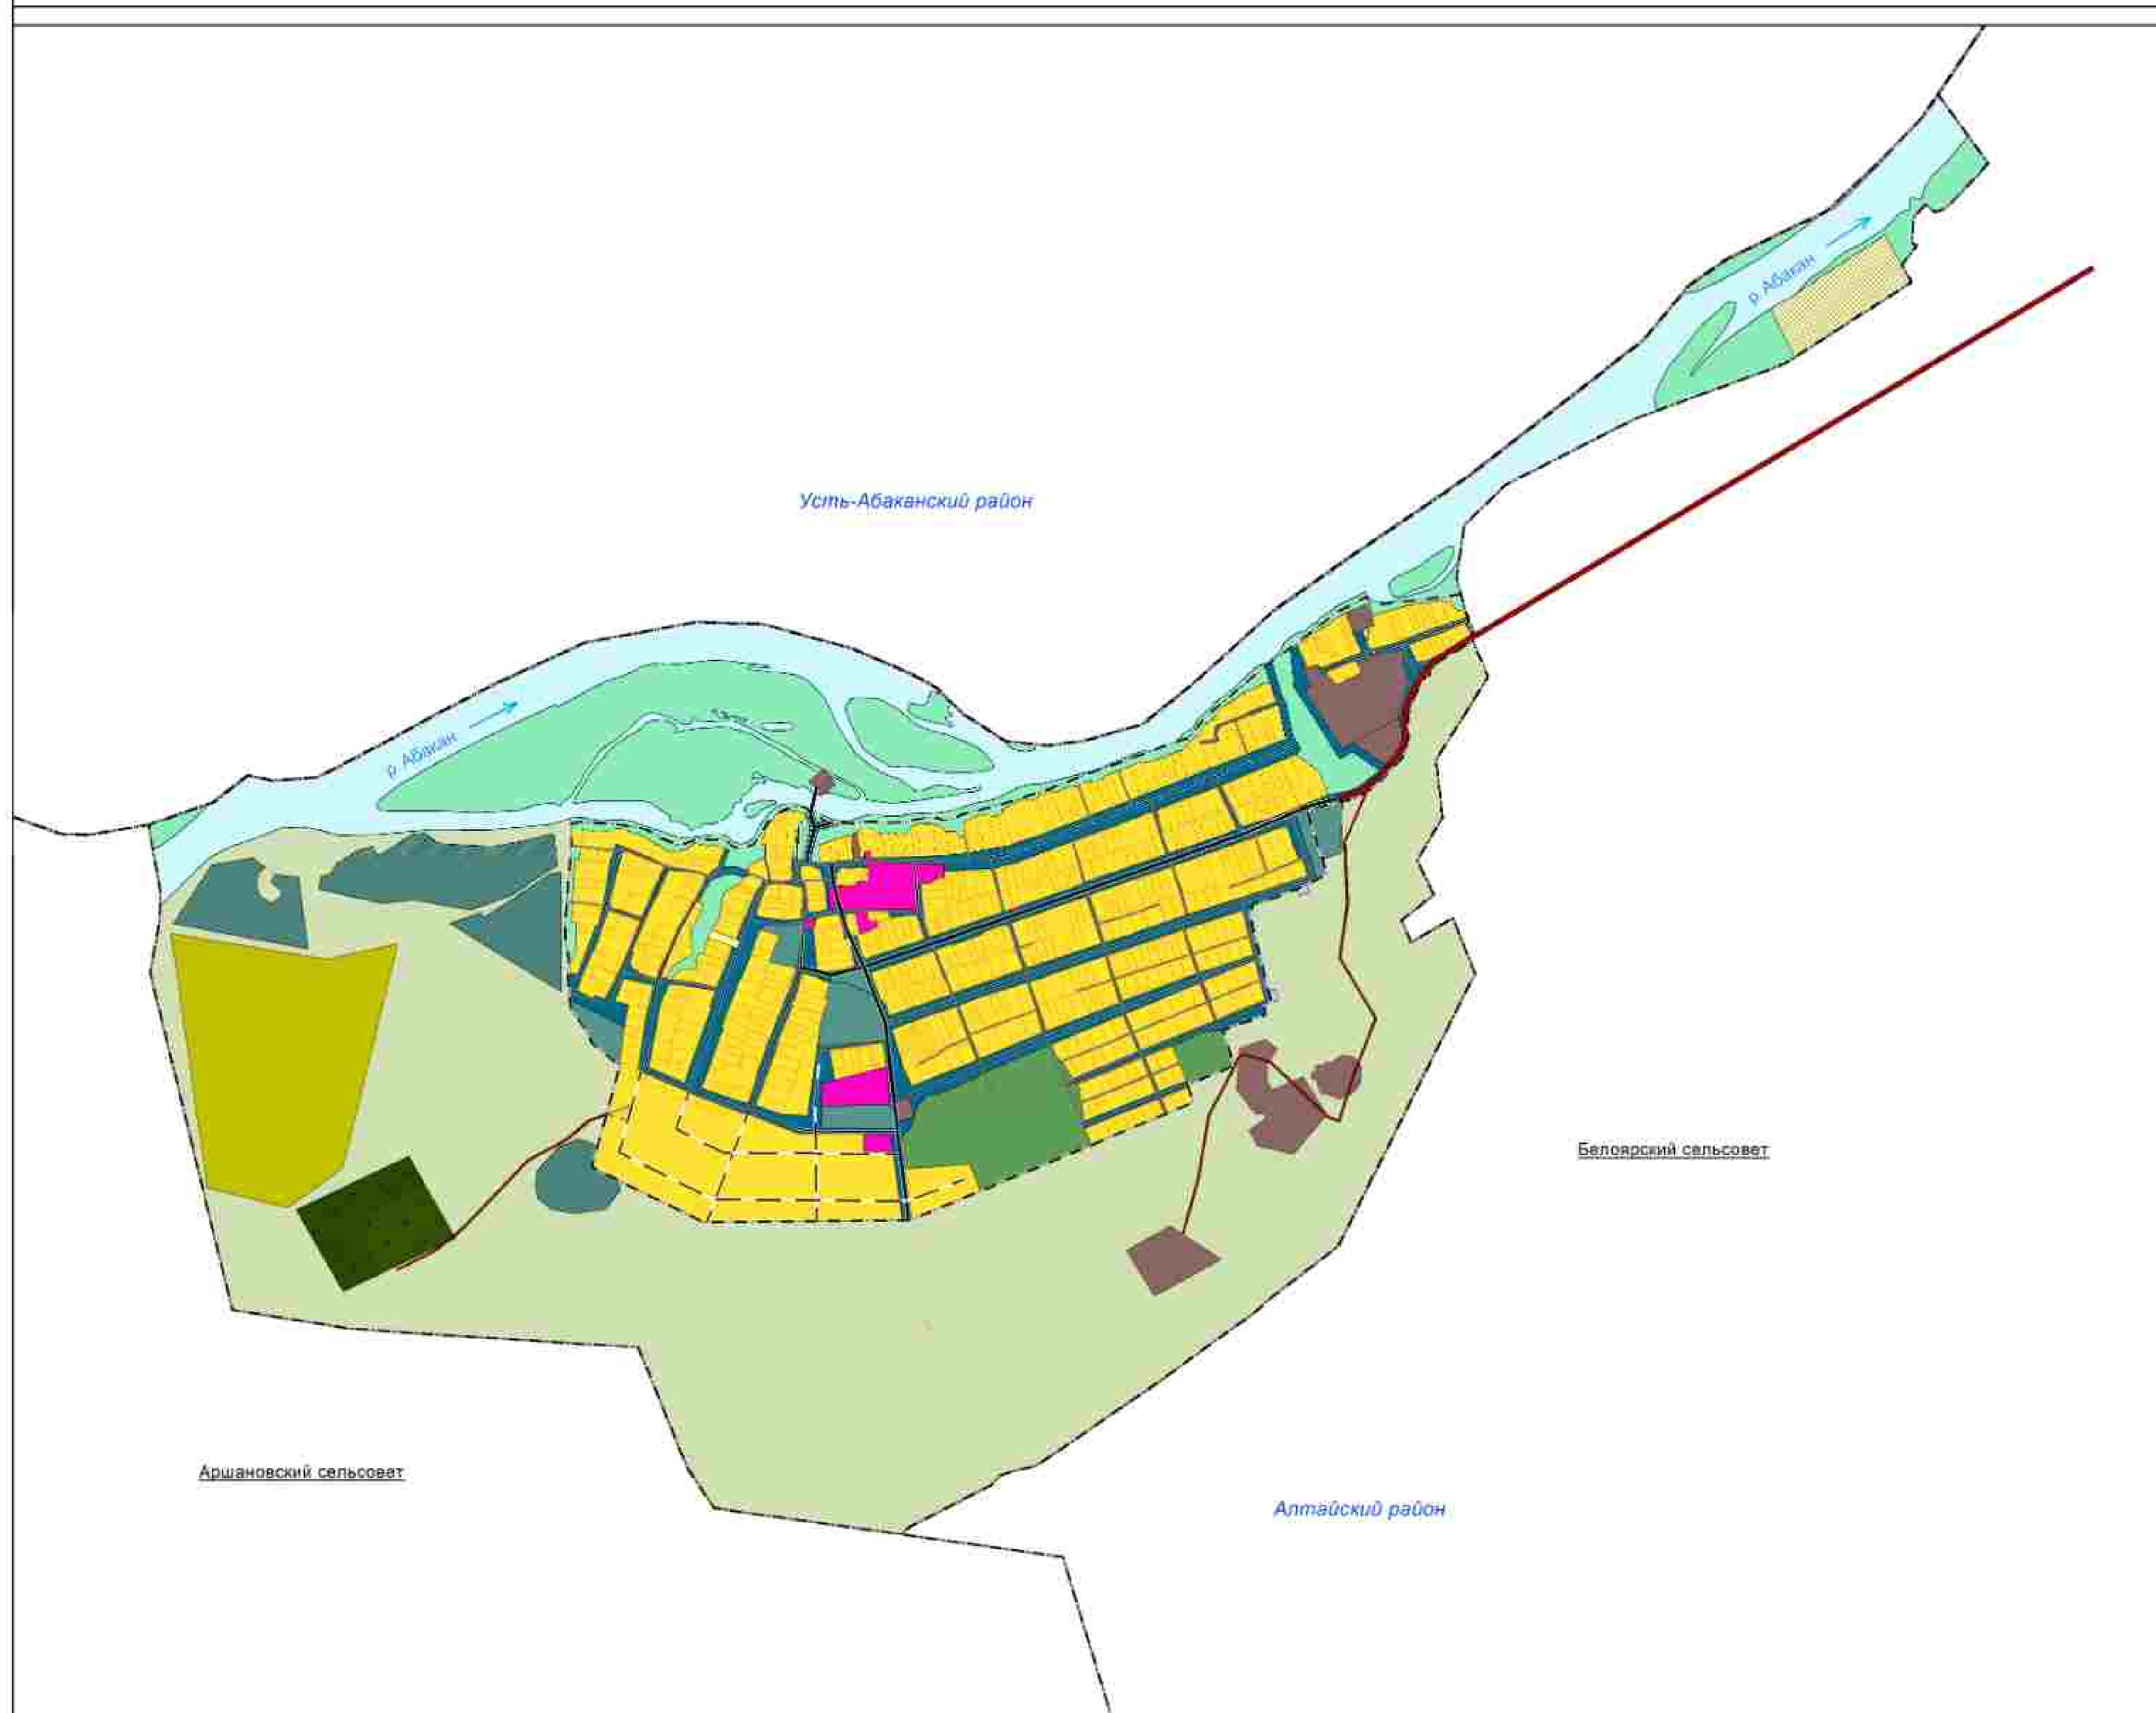 р. Абакан
Усть-Абаканский район
р. Абакан
Белоярский сельсовет
Аршановский сельсовет
Алтайский район